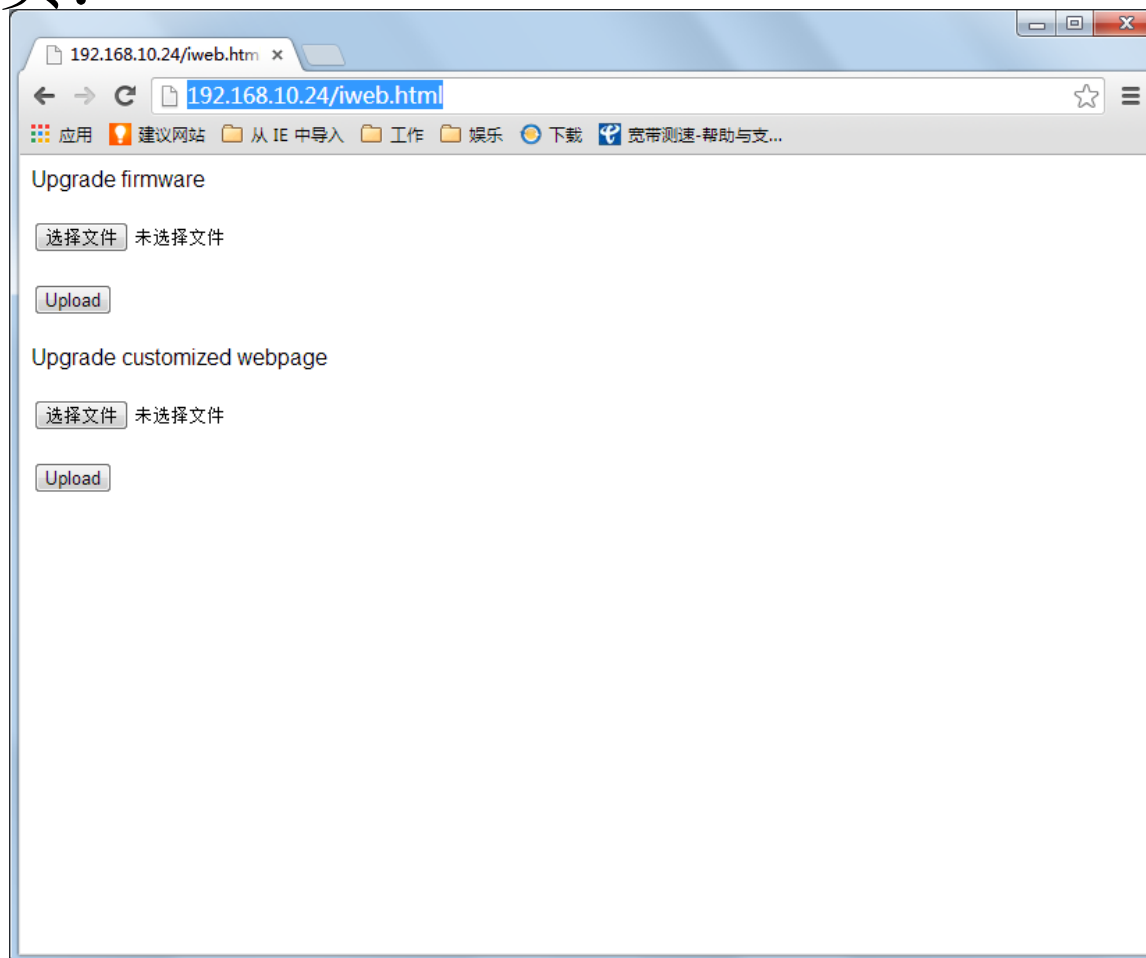 192.168.10.24/iweb.htm
192.168.10.24/iweb.html
应用 建议网站 从 IE 中导入 工作 娱乐 下载 宽带测速-帮助与支...
Upgrade firmware
选择文件 未选择文件
Upload
Upgrade customized webpage
选择文件 未选择文件
Upload